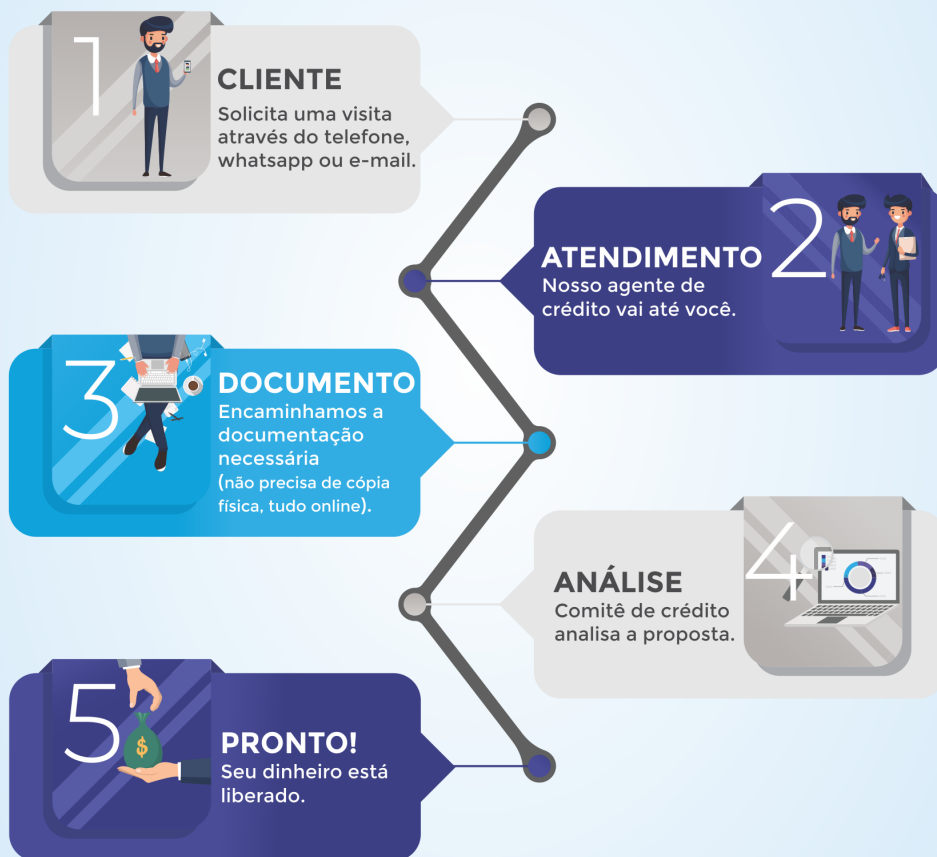 1
CLIENTE
Solicita uma visita
através do telefone,
whatsapp ou e-mail.
2
ATENDIMENTO
Nosso agente de
crédito vai até você.
3
DOCUMENTO
Encaminhamos a
documentação
necessária
(não precisa de cópia
física, tudo online).
4
ANÁLISE
Comitê de crédito
analisa a proposta.
5
$
PRONTO!
Seu dinheiro está
liberado.